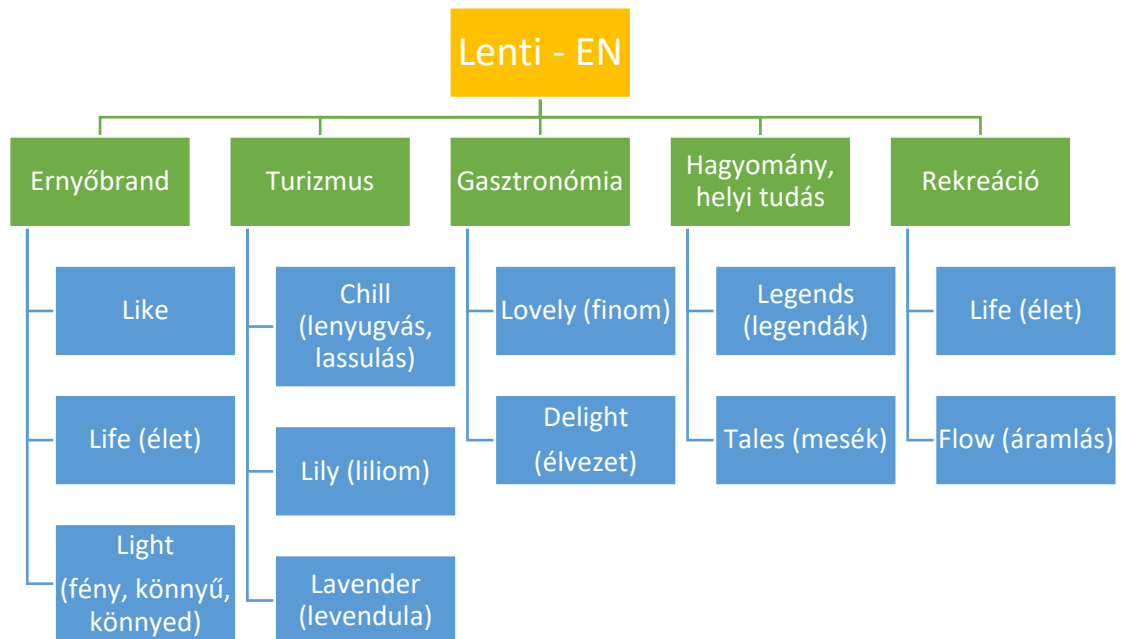 Lenti - EN
Ernyőbrand
Turizmus
Gasztronómia
Hagyomány,
helyi tudás
Rekreáció
Like
Life (élet)
Light
(fény, könnyű,
könnyed)
Chill
(lenyugvás,
lassulás)
Lily (liliom)
Lavender
(levendula)
Lovely (finom)
Delight
(élvezet)
Legends
(legendák)
Tales (mesék)
Life (élet)
Flow (áramlás)